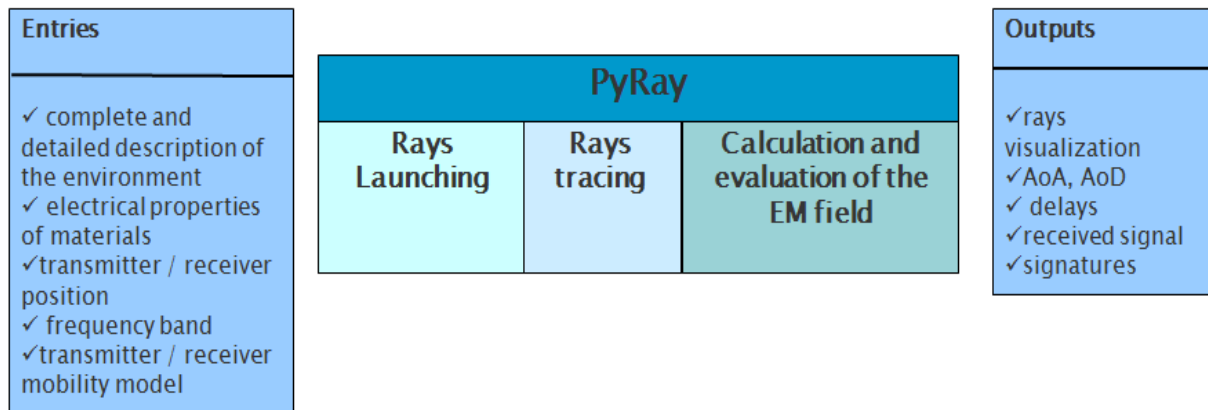 Entries
✓ complete and
detailed description of
the environment
✓ electrical properties
of materials
✓transmitter / receiver
position
✓ frequency band
✓transmitter / receiver
mobility model
PyRay
Rays
Launching
Rays
tracing
Calculation and
evaluation of the
EM field
Outputs
✓rays
visualization
✓AoA, AoD
✓ delays
✓received signal
✓signatures